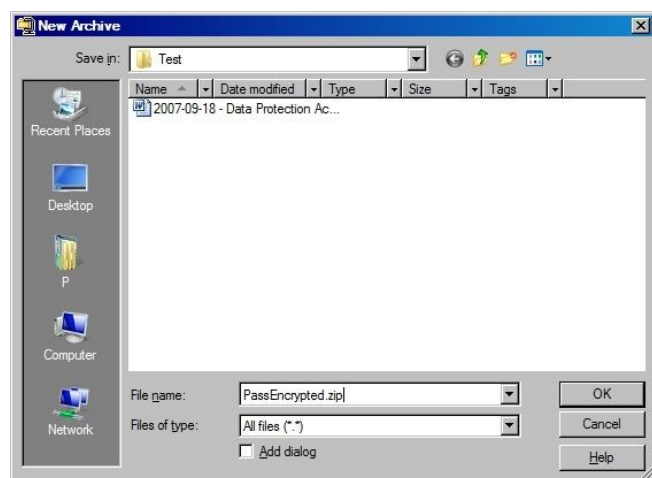 New Archive
Save in: Test
Name Date modified Type Size Tags
2007-09-18 - Data Protection Ac...
Recent Places
Desktop
P
Computer
Network
File name: PassEncrypted.zip OK
Files of type: All files (*.*) Cancel
Add dialog Help